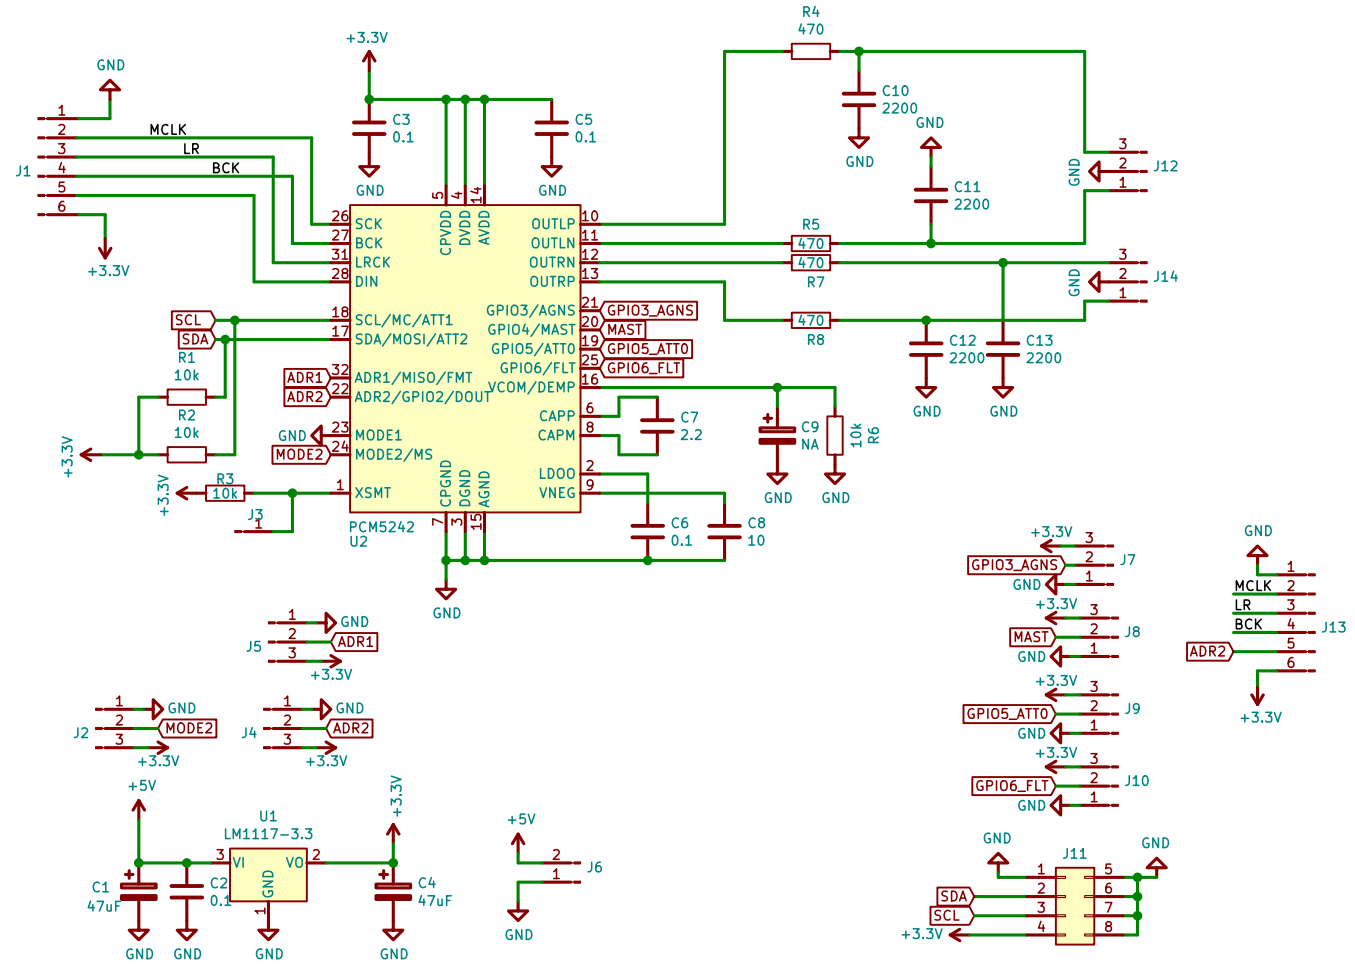 R4
470
+3.3V
GND
C3
0.1
C5
0.1
GND
GND
C10
2200
GND
GND
C11
2200
J1
1
2
3
4
5
6
MCLK
LR
BCK
+3.3V
J12
3
2
1
GND
J14
3
2
1
GND
5
4
14
CPVDD
DVDD
AVDD
26 SCK
27 BCK
31 LRCK
28 DIN
18 SCL/MC/ATT1
17 SDA/MOSI/ATT2
32 ADR1/MISO/FMT
22 ADR2/GPIO2/DOUT
23 MODE1
24 MODE2/MS
1 XSMT
OUTLP 10
OUTLN 11
OUTRN 12
OUTRP 13
GPIO3/AGNS 21
GPIO4/MAST 20
GPIO5/ATT0 19
GPIO6/FLT 25
VCOM/DEMP 16
CAPP 6
CAPM 8
LDOO 2
VNEG 9
CPGND
DGND
AGND
7
3
15
PCM5242
U2
GND
R5
470
470
R7
470
R8
C12
2200
GND
C13
2200
GND
GPIO3_AGNS
MAST
GPIO5_ATT0
GPIO6_FLT
SCL
SDA
R1
10k
R2
10k
+3.3V
ADR1
ADR2
GND
MODE2
+3.3V
R3
10k
J3
1
C7
2.2
C9
NA
GND
10k
R6
GND
C6
0.1
C8
10
J5
1
2
3
GND
ADR1
+3.3V
J2
1
2
3
GND
MODE2
+3.3V
J4
1
2
3
GND
ADR2
+3.3V
+5V
C1
47uF
GND
C2
0.1
GND
U1
LM1117-3.3
3 VI
VO 2
GND
1
GND
+3.3V
C4
47uF
GND
+5V
2
1
J6
GND
+3.3V
GPIO3_AGNS
GND
3
2
1
J7
+3.3V
MAST
GND
3
2
1
J8
+3.3V
GPIO5_ATT0
GND
3
2
1
J9
+3.3V
GPIO6_FLT
GND
3
2
1
J10
GND
MCLK
LR
BCK
ADR2
+3.3V
1
2
3
4
5
6
J13
GND
J11
GND
1
2
3
4
5
6
7
8
SDA
SCL
+3.3V